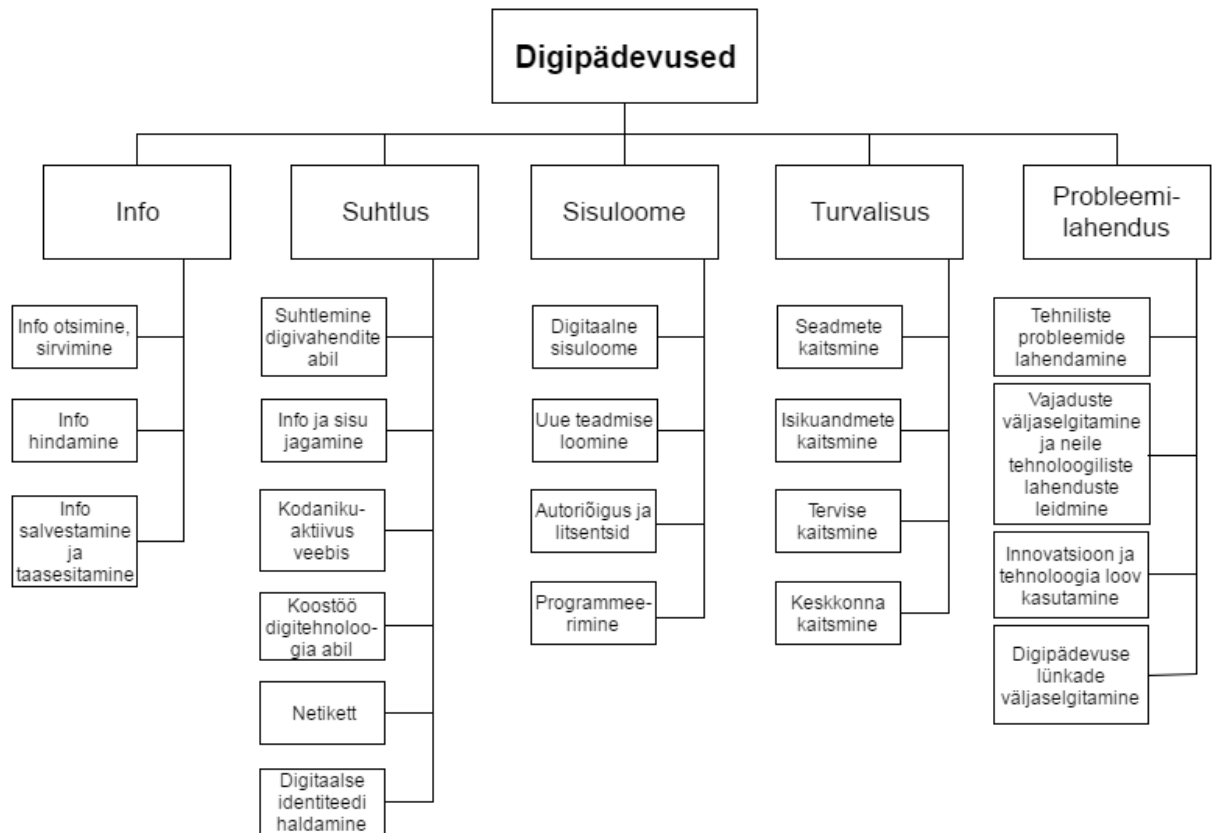 Digipädevused
Info
Info otsimine,
sirvimine
Info
hindamine
Info
salvestamine
ja
taasesitamine
Suhtlus
Suhtlemine
digivahendite
abil
Info ja sisu
jagamine
Kodaniku-
aktiivus
veebis
Koostöö
digitehnoloo-
gia abil
Netikett
Digitaalse
identiteedi
haldamine
Sisuloome
Digitaalne
sisuloome
Uue teadmise
loomine
Autoriõigus ja
litsentsid
Programmee-
rimine
Turvalisus
Seadmete
kaitsmine
Isikuandmete
kaitsmine
Tervise
kaitsmine
Keskkonna
kaitsmine
Probleemi-
lahendus
Tehniliste
probleemide
lahendamine
Vajaduste
väljaselgitamine
ja neile
tehnoloogiliste
lahenduste
leidmine
Innovatsioon ja
tehnoloogia loov
kasutamine
Digipädevuse
lünkade
väljaselgitamine